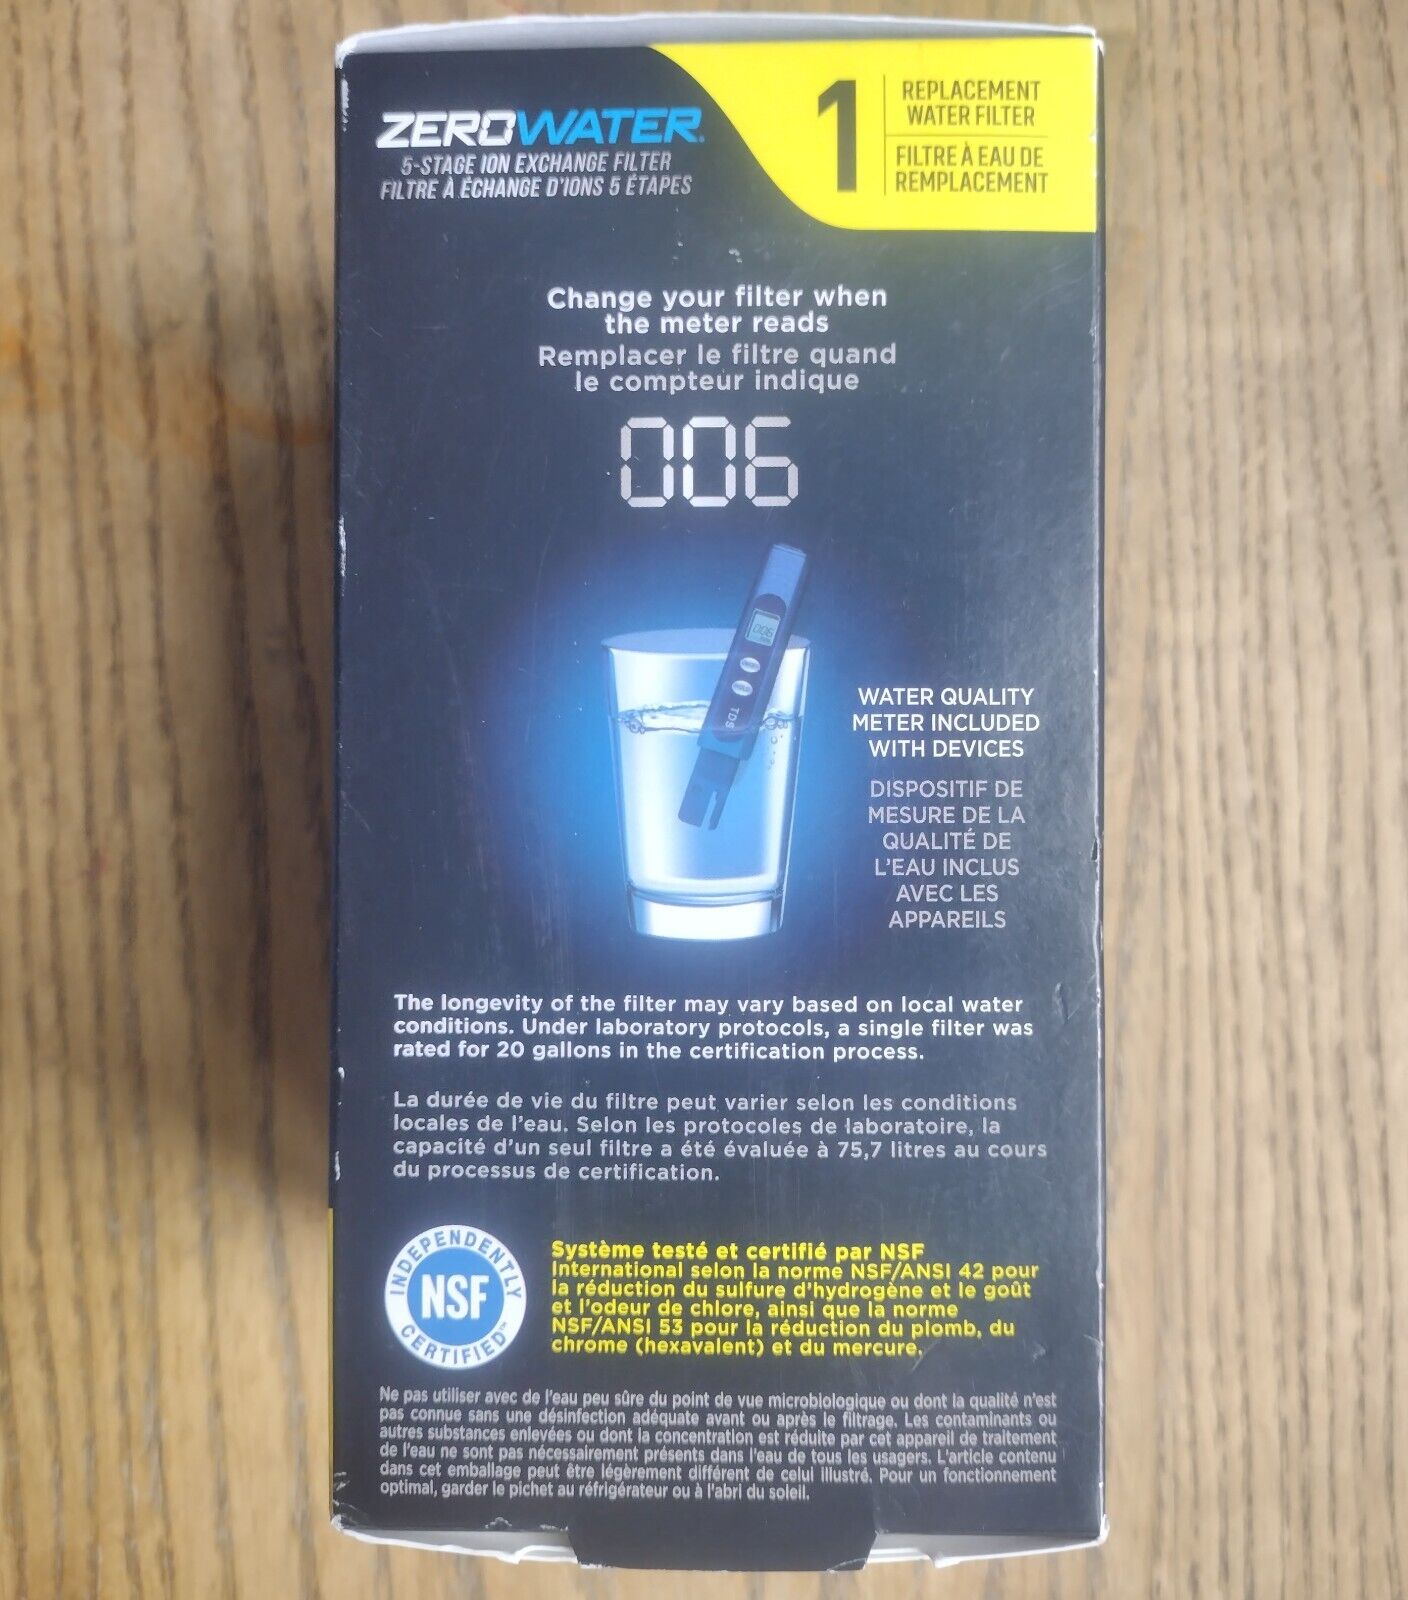 ZEROWATER®
5-STAGE ION EXCHANGE FILTER
FILTRE À ÉCHANGE D'IONS 5 ÉTAPES
1
REPLACEMENT
WATER FILTER
FILTRE À EAU DE
REMPLACEMENT
Change your filter when
the meter reads
Remplacer le filtre quand
le compteur indique
006
006
TDS
WATER QUALITY
METER INCLUDED
WITH DEVICES
DISPOSITIF DE
MESURE DE LA
QUALITÉ DE
L'EAU INCLUS
AVEC LES
APPAREILS
The longevity of the filter may vary based on local water
conditions. Under laboratory protocols, a single filter was
rated for 20 gallons in the certification process.
La durée de vie du filtre peut varier selon les conditions
locales de l'eau. Selon les protocoles de laboratoire, la
capacité d'un seul filtre a été évaluée à 75,7 litres au cours
du processus de certification.
INDEPENDENTLY
NSF
CERTIFIED™
Système testé et certifié par NSF
International selon la norme NSF/ANSI 42 pour
la réduction du sulfure d'hydrogène et le goût
et l'odeur de chlore, ainsi que la norme
NSF/ANSI 53 pour la réduction du plomb, du
chrome (hexavalent) et du mercure.
Ne pas utiliser avec de l'eau peu sûre du point de vue microbiologique ou dont la qualité n'est
pas connue sans une désinfection adéquate avant ou après le filtrage. Les contaminants ou
autres substances enlevées ou dont la concentration est réduite par cet appareil de traitement
de l'eau ne sont pas nécessairement présents dans l'eau de tous les usagers. L'article contenu
dans cet emballage peut être légèrement différent de celui illustré. Pour un fonctionnement
optimal, garder le pichet au réfrigérateur ou à l'abri du soleil.